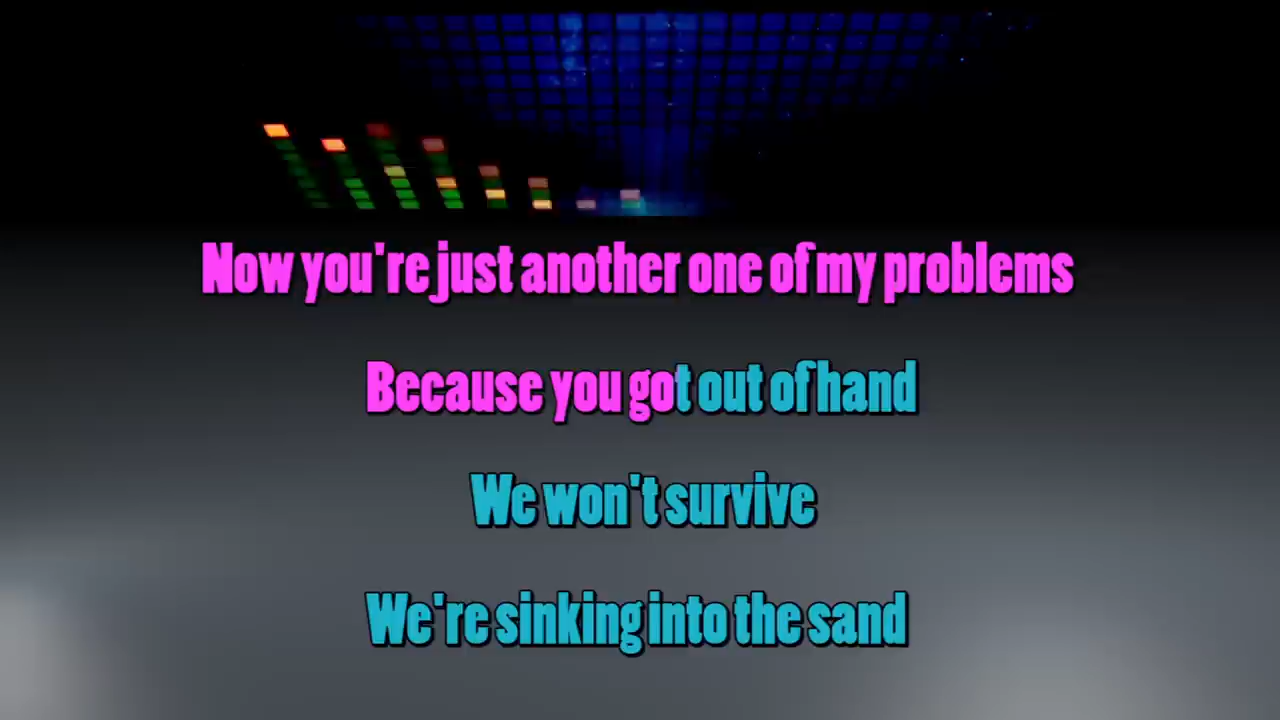 Now you're just another one of my problems
Because you got out of hand
We won't survive
We're sinking into the sand